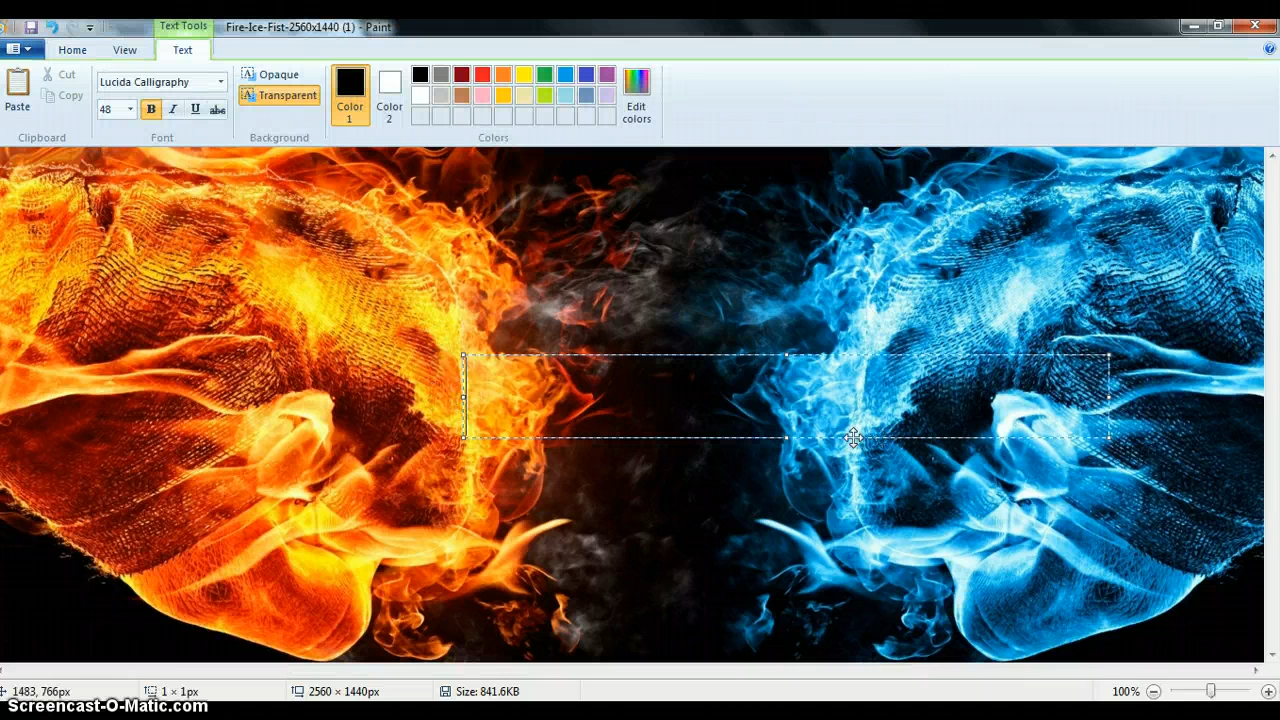 Text Tools
Fire-Ice-Fist-2560x1440 (1) - Paint
Home
View
Text
Paste
Cut
Copy
Clipboard
Lucida Calligraphy
48
B I U abc
Font
Opaque
Transparent
Background
Color 1
Color 2
Edit colors
Colors
1483, 766px
1 × 1px
2560 × 1440px
Size: 841.6KB
100%
Screencast-O-Matic.com